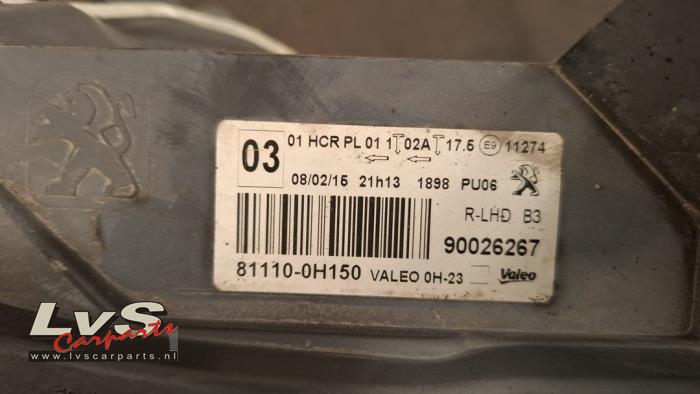 03
01 HCR PL 01 1 02A 17.5 E9 11274
08/02/15 21h13 1898 PU06
R-LHD B3
90026267
81110-0H150 VALEO 0H-23 Valeo
LvS
Carparts
www.lvscarparts.nl